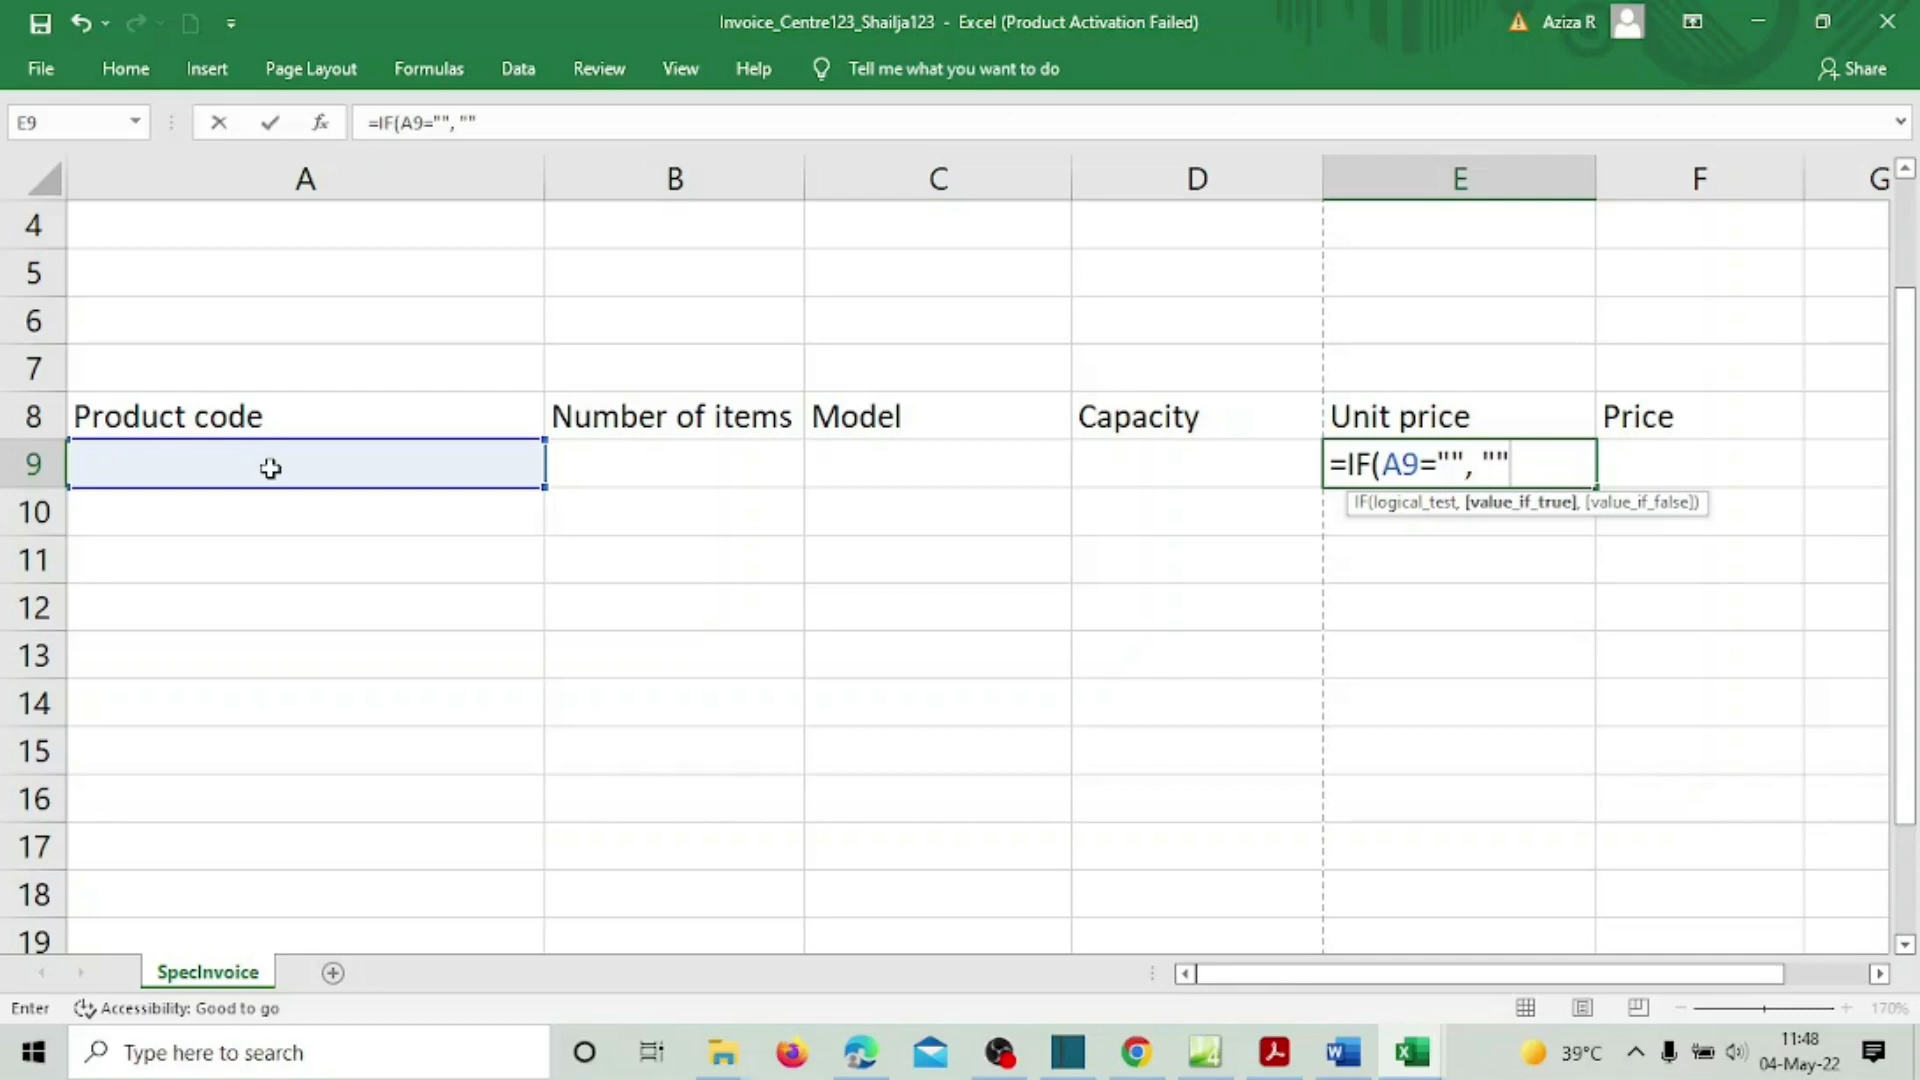 Invoice_Centre123_Shailja123 - Excel (Product Activation Failed)
Aziza R
File Home Insert Page Layout Formulas Data Review View Help Tell me what you want to do Share
E9 fx =IF(A9="", ""
A B C D E F G
4
5
6
7
8 Product code Number of items Model Capacity Unit price Price
9 =IF(A9="", ""
IF(logical_test, [value_if_true], [value_if_false])
10
11
12
13
14
15
16
17
18
19
SpecInvoice
Enter Accessibility: Good to go 170%
Type here to search 39°C 11:48
04-May-22